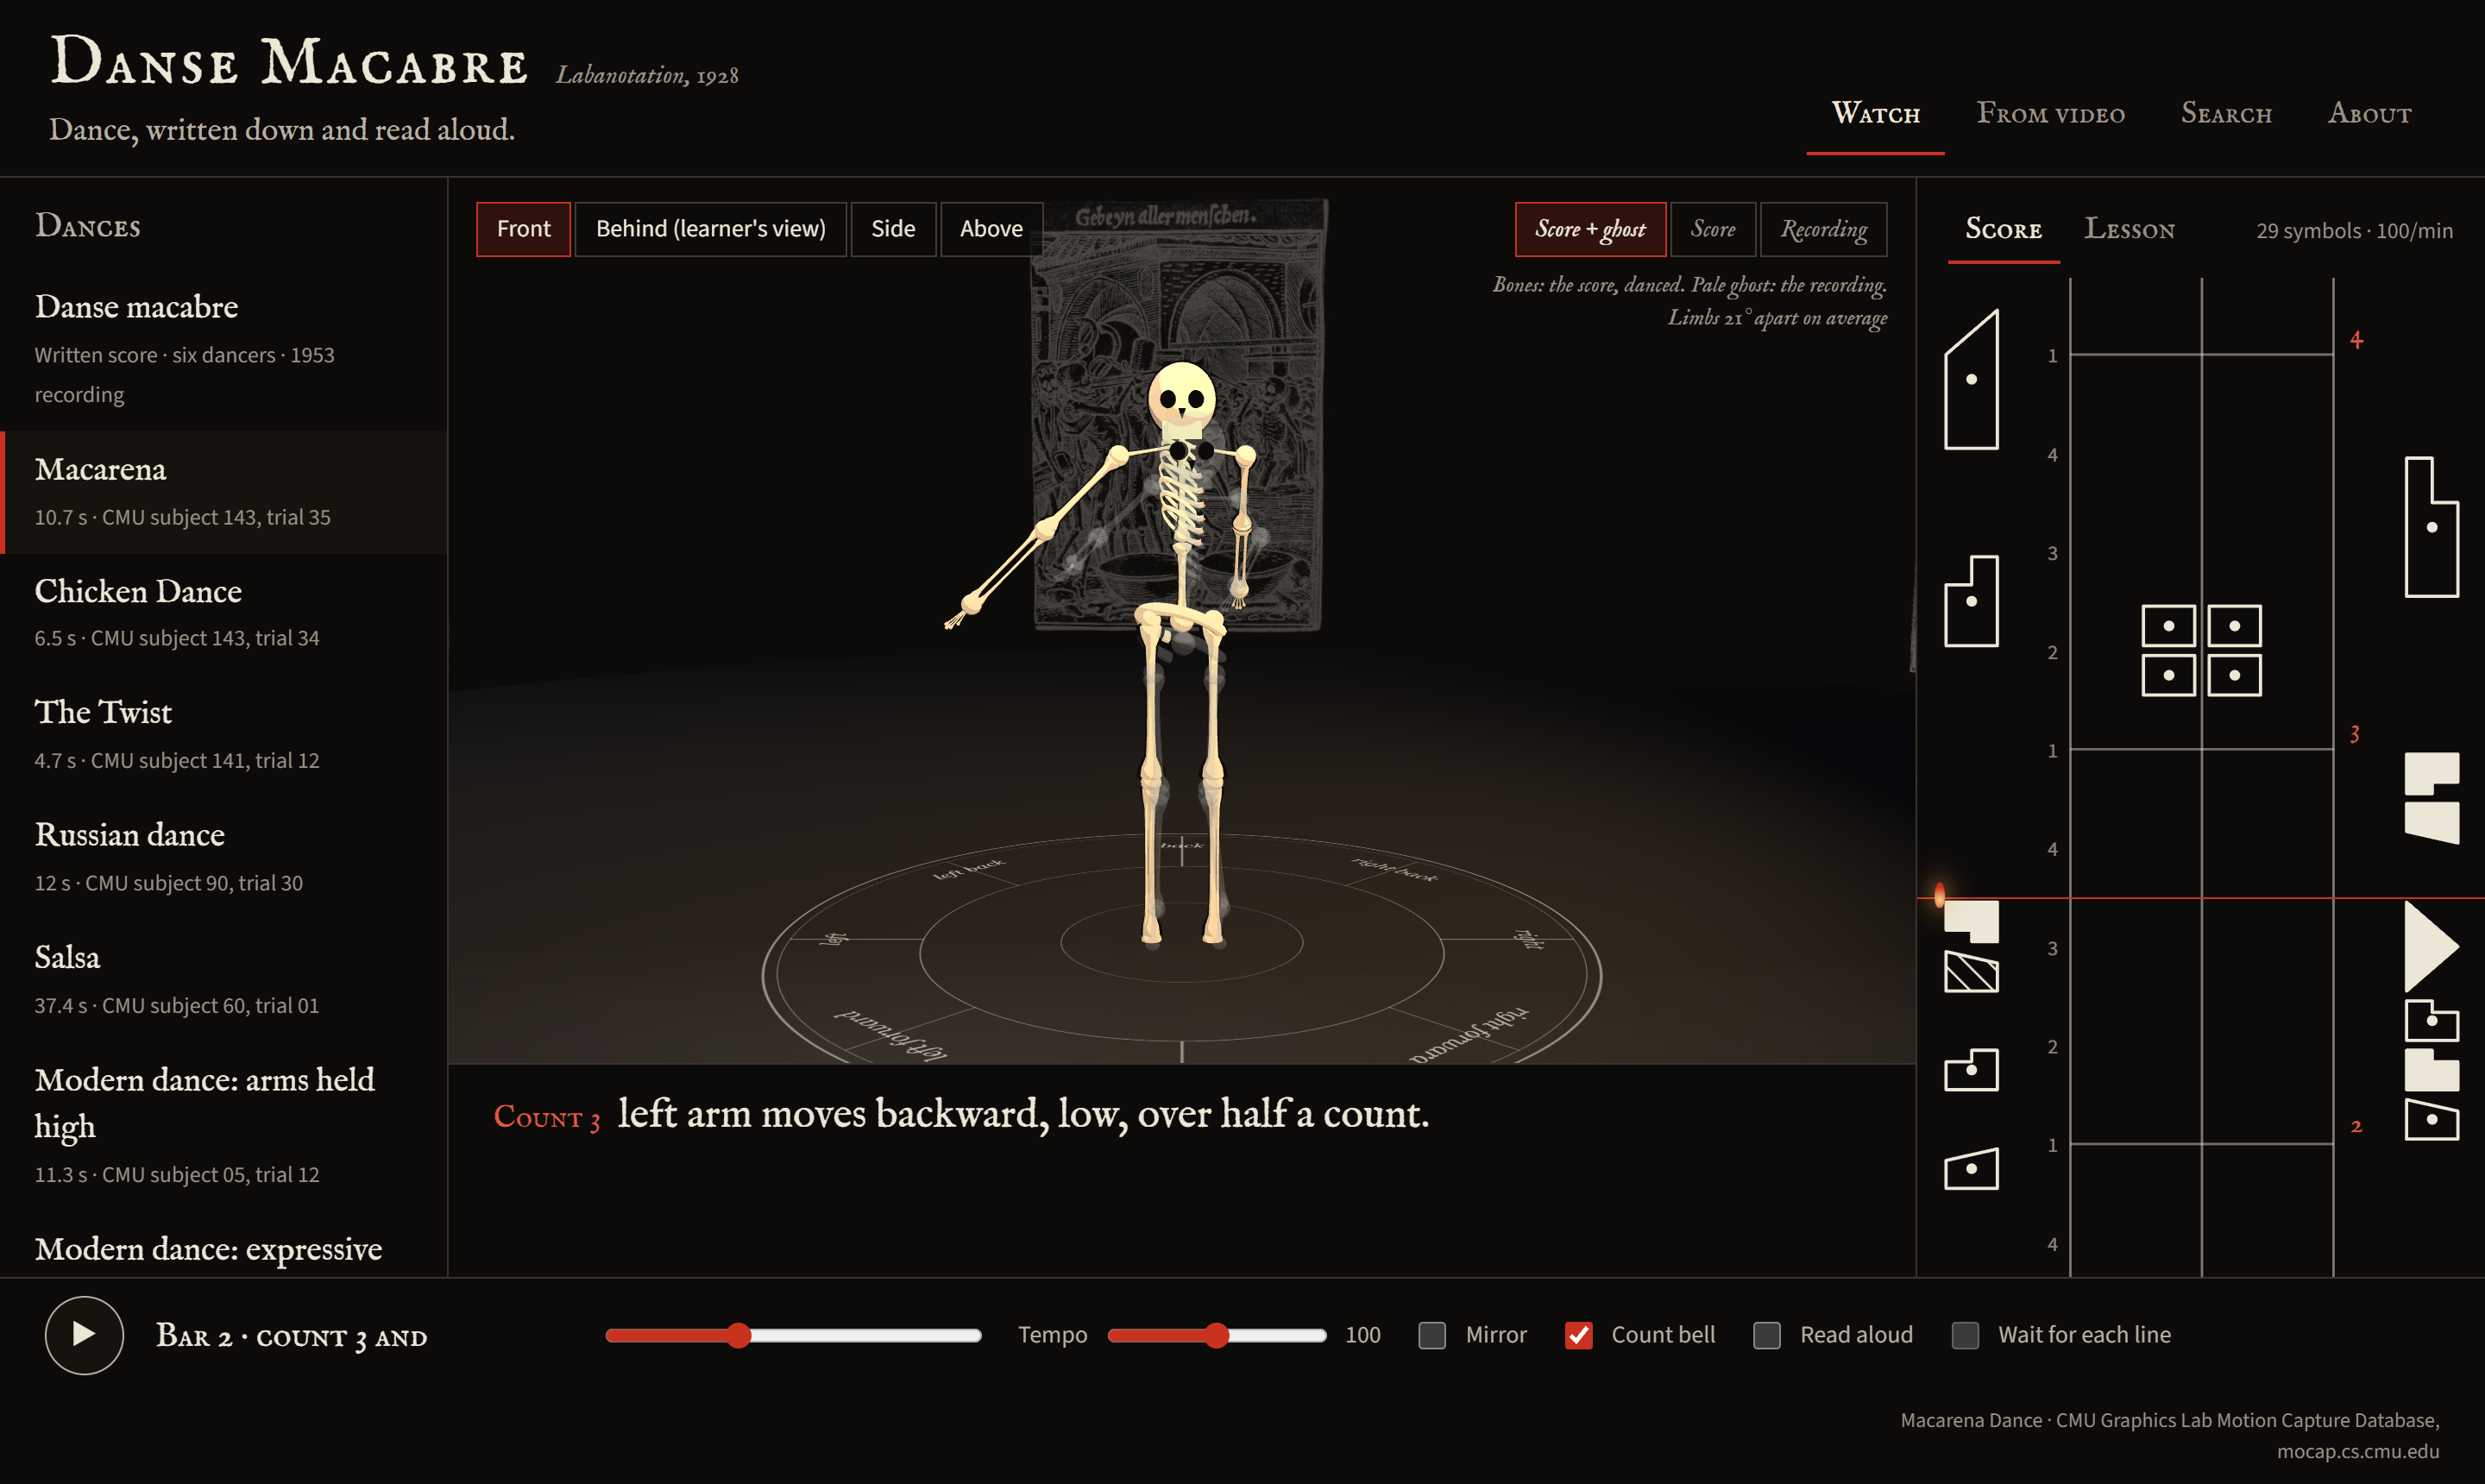 Danse Macabre Labanotation, 1928
Dance, written down and read aloud.
Watch From video Search About
Dances
Danse macabre
Written score · six dancers · 1953
recording
Macarena
10.7 s · CMU subject 143, trial 35
Chicken Dance
6.5 s · CMU subject 143, trial 34
The Twist
4.7 s · CMU subject 141, trial 12
Russian dance
12 s · CMU subject 90, trial 30
Salsa
37.4 s · CMU subject 60, trial 01
Modern dance: arms held
high
11.3 s · CMU subject 05, trial 12
Modern dance: expressive
Front Behind (learner's view) Side Above
Gebeyn aller menschen.
Score + ghost Score Recording
Bones: the score, danced. Pale ghost: the recording.
Limbs 21° apart on average
back
left back right back
left right
left forward right forward
Count 3 left arm moves backward, low, over half a count.
Score Lesson 29 symbols · 100/min
4
1
4
3
2
3
1
4
3
2
2
1
4
Bar 2 · count 3 and
Tempo 100 Mirror Count bell Read aloud Wait for each line
Macarena Dance · CMU Graphics Lab Motion Capture Database,
mocap.cs.cmu.edu